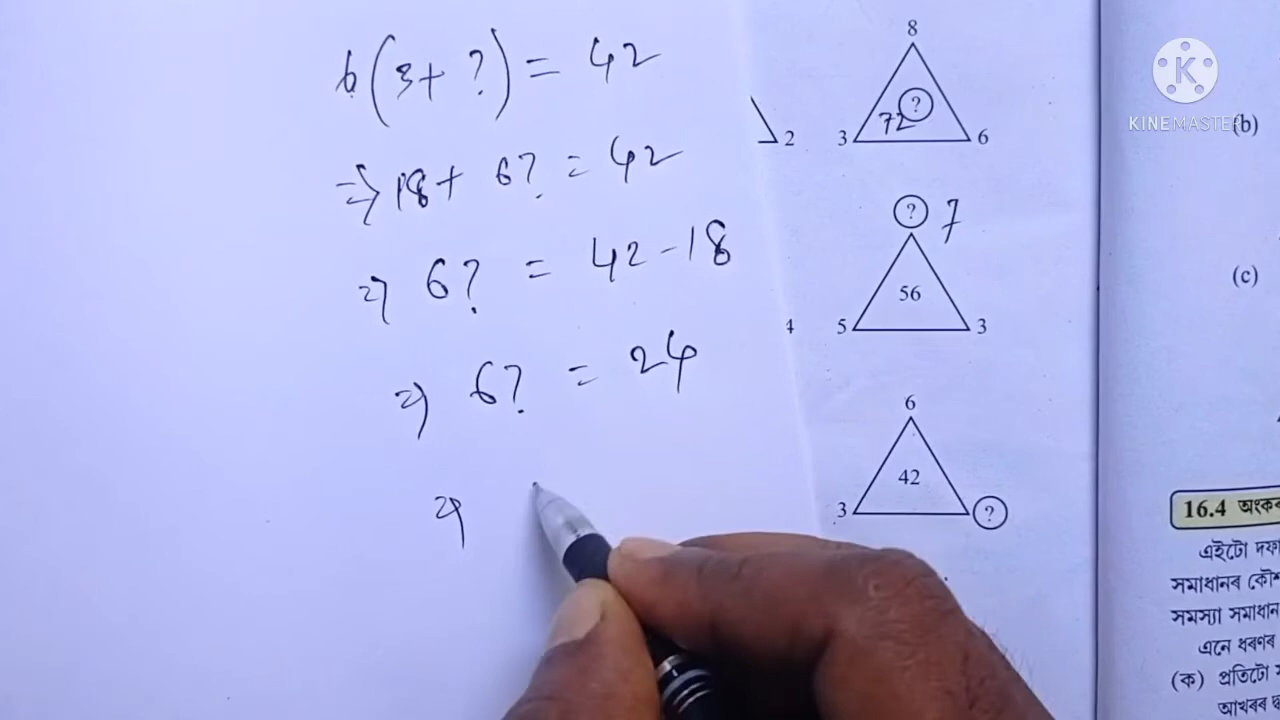 6(3+ ?) = 42
⇒ 18+ 6? = 42
⇒ 6? = 42-18
⇒ 6? = 24
⇒
2
8
72 ?
3 6
? 7
56
4 5 3
6
42
3 ?
KINEMASTER
(b)
(c)
16.4 অংকৰ
এইটো দফা
সমাধানৰ কৌশ
সমস্যা সমাধান
এনে ধৰণৰ
(ক) প্ৰতিটো
আখৰৰ